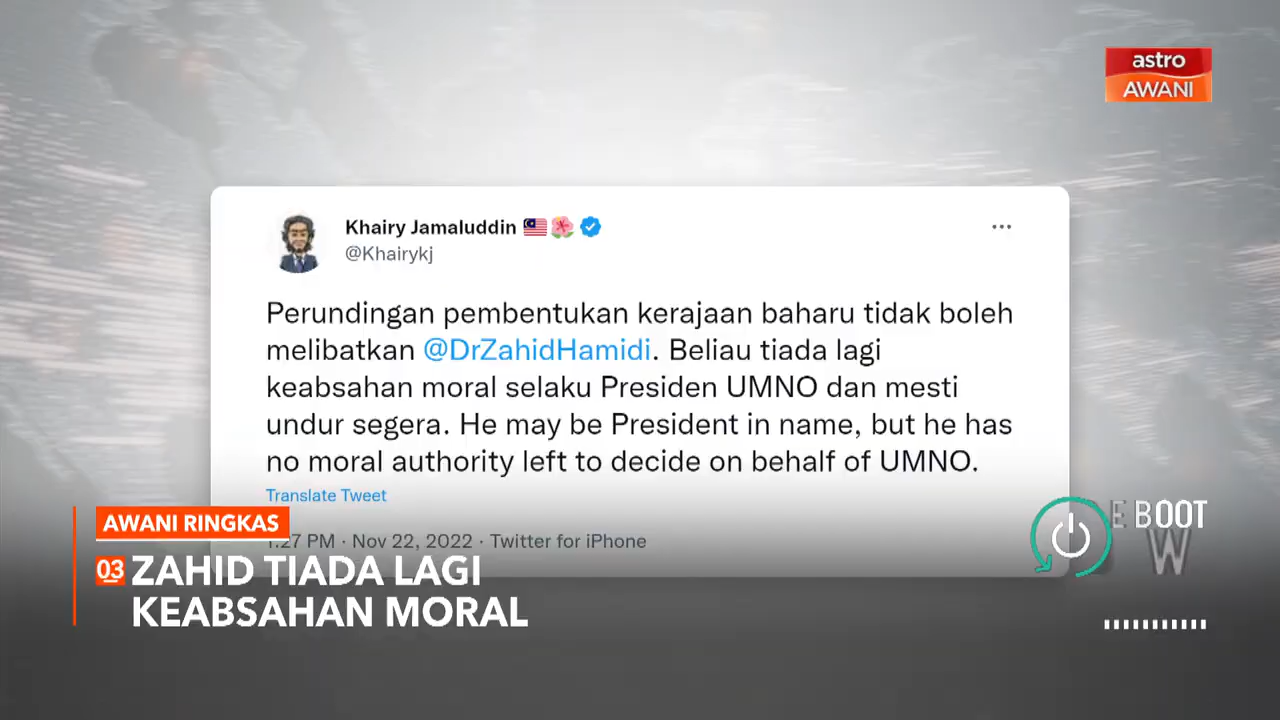 astro
AWANI
Khairy Jamaluddin
@Khairykj
Perundingan pembentukan kerajaan baharu tidak boleh
melibatkan @DrZahidHamidi. Beliau tiada lagi
keabsahan moral selaku Presiden UMNO dan mesti
undur segera. He may be President in name, but he has
no moral authority left to decide on behalf of UMNO.
Translate Tweet
1:27 PM · Nov 22, 2022 · Twitter for iPhone
AWANI RINGKAS
03 ZAHID TIADA LAGI
KEABSAHAN MORAL
E BOOT
W